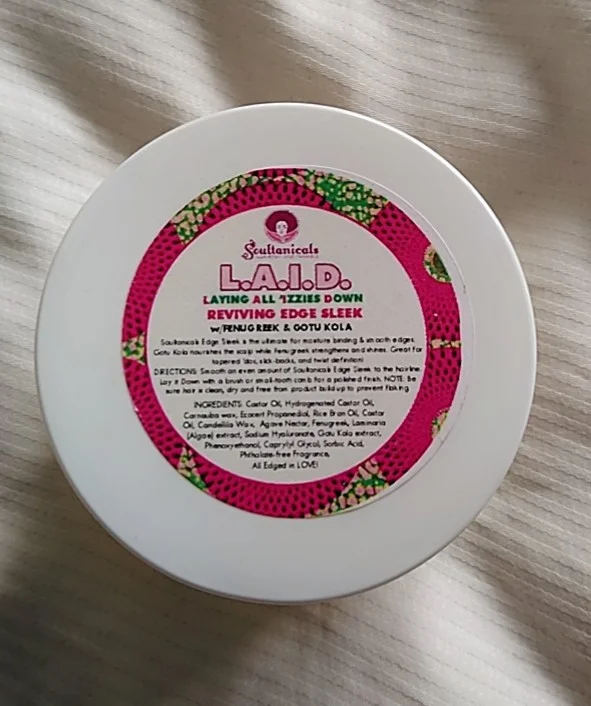 Soultanicals
L.A.I.D.
LAYING ALL 'IZZIES DOWN
REVIVING EDGE SLEEK
w/FENUGREEK & GOTU KOLA
Soultanicals Edge Sleek is the ultimate for moisture binding & smooth edges.
Gotu Kola nourishes the scalp while Fenugreek strengthens and shines. Great for
tapered 'dos, slick-backs, and twist definition!
DIRECTIONS: Smooth an even amount of Soultanicals Edge Sleek to the hairline.
Lay it Down with a brush or small-tooth comb for a polished finish. NOTE: Be
sure hair is clean, dry and free from product build up to prevent flaking.
INGREDIENTS: Castor Oil, Hydrogenated Castor Oil,
Carnauba wax, Ecocert Propanediol, Rice Bran Oil, Castor
Oil, Candelilla Wax, Agave Nectar, Fenugreek, Laminaria
(Algae) extract, Sodium Hyaluronate, Gotu Kola extract,
Phenoxyethanol, Caprylyl Glycol, Sorbic Acid,
Phthalate-free Fragrance,
All Edged in LOVE!